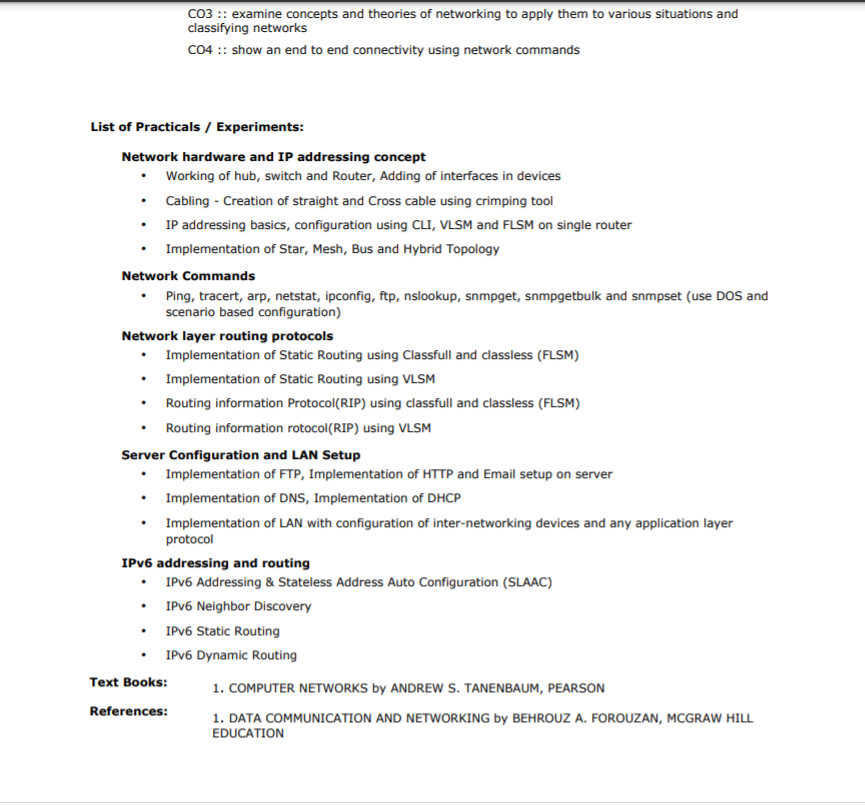 CO3 :: examine concepts and theories of networking to apply them to various situations and
classifying networks
CO4 :: show an end to end connectivity using network commands
List of Practicals / Experiments:
Network hardware and IP addressing concept
• Working of hub, switch and Router, Adding of interfaces in devices
• Cabling - Creation of straight and Cross cable using crimping tool
• IP addressing basics, configuration using CLI, VLSM and FLSM on single router
• Implementation of Star, Mesh, Bus and Hybrid Topology
Network Commands
• Ping, tracert, arp, netstat, ipconfig, ftp, nslookup, snmpget, snmpgetbulk and snmpset (use DOS and
scenario based configuration)
Network layer routing protocols
• Implementation of Static Routing using Classfull and classless (FLSM)
• Implementation of Static Routing using VLSM
• Routing information Protocol(RIP) using classfull and classless (FLSM)
• Routing information rotocol(RIP) using VLSM
Server Configuration and LAN Setup
• Implementation of FTP, Implementation of HTTP and Email setup on server
• Implementation of DNS, Implementation of DHCP
• Implementation of LAN with configuration of inter-networking devices and any application layer
protocol
IPv6 addressing and routing
• IPv6 Addressing & Stateless Address Auto Configuration (SLAAC)
• IPv6 Neighbor Discovery
• IPv6 Static Routing
• IPv6 Dynamic Routing
Text Books: 1. COMPUTER NETWORKS by ANDREW S. TANENBAUM, PEARSON
References: 1. DATA COMMUNICATION AND NETWORKING by BEHROUZ A. FOROUZAN, MCGRAW HILL
EDUCATION